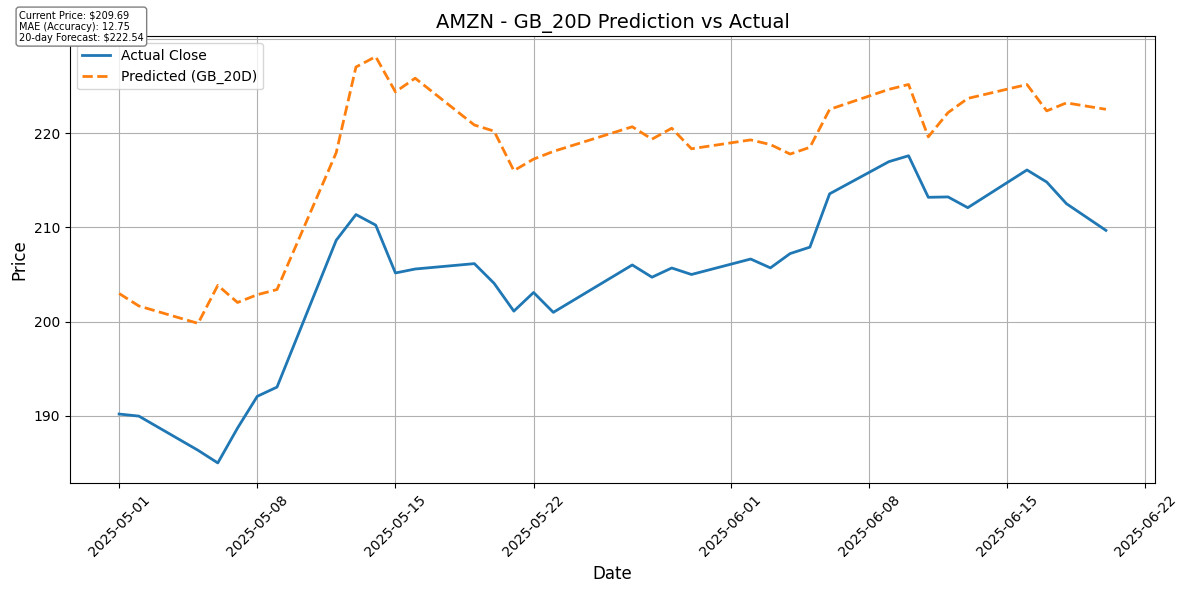 AMZN - GB_20D Prediction vs Actual
Current Price: $209.69
MAE (Accuracy): 12.75
20-day Forecast: $222.54
Actual Close
Predicted (GB_20D)
Price
220
210
200
190
2025-05-01
2025-05-08
2025-05-15
2025-05-22
2025-06-01
2025-06-08
2025-06-15
2025-06-22
Date